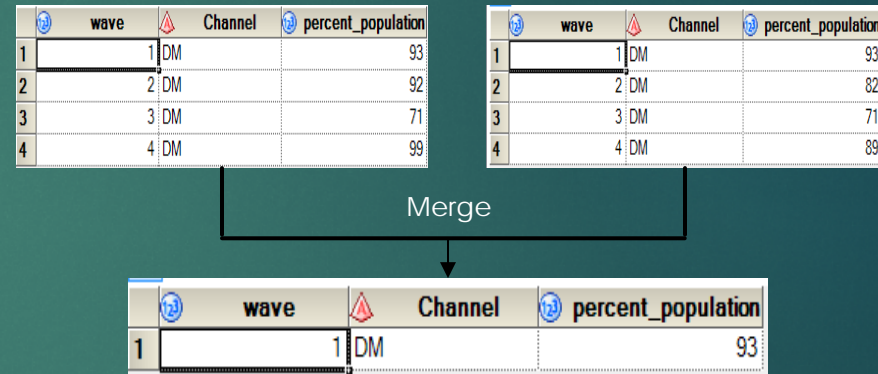 wave Channel percent_population
1 1 DM 93
2 2 DM 92
3 3 DM 71
4 4 DM 99
wave Channel percent_population
1 1 DM 93
2 2 DM 82
3 3 DM 71
4 4 DM 89
Merge
wave Channel percent_population
1 1 DM 93